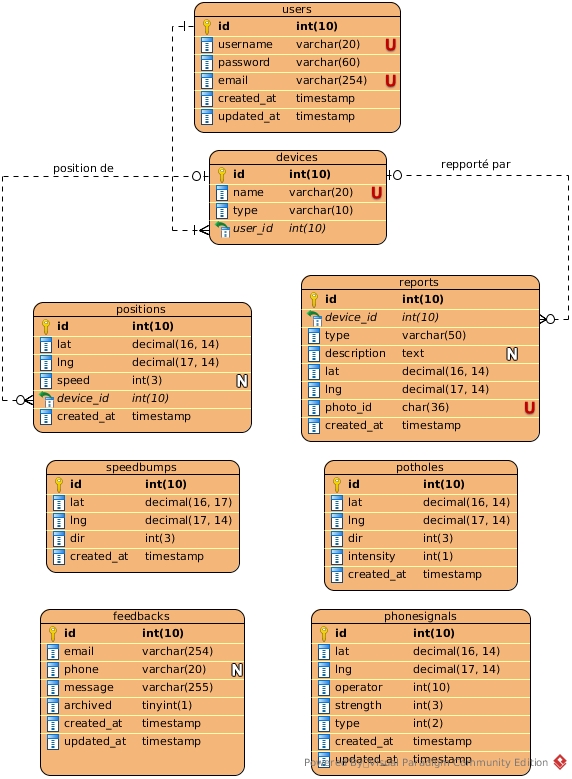 users
id int(10)
username varchar(20) U
password varchar(60)
email varchar(254) U
created_at timestamp
updated_at timestamp
position de
repporté par
devices
id int(10)
name varchar(20) U
type varchar(10)
user_id int(10)
positions
id int(10)
lat decimal(16, 14)
lng decimal(17, 14)
speed int(3) N
device_id int(10)
created_at timestamp
reports
id int(10)
device_id int(10)
type varchar(50)
description text N
lat decimal(16, 14)
lng decimal(17, 14)
photo_id char(36) U
created_at timestamp
speedbumps
id int(10)
lat decimal(16, 17)
lng decimal(17, 14)
dir int(3)
created_at timestamp
potholes
id int(10)
lat decimal(16, 14)
lng decimal(17, 14)
dir int(3)
intensity int(1)
created_at timestamp
feedbacks
id int(10)
email varchar(254)
phone varchar(20) N
message varchar(255)
archived tinyint(1)
created_at timestamp
updated_at timestamp
phonesignals
id int(10)
lat decimal(16, 14)
lng decimal(17, 14)
operator int(10)
strength int(3)
type int(2)
created_at timestamp
updated_at timestamp
Powered By Visual Paradigm Community Edition